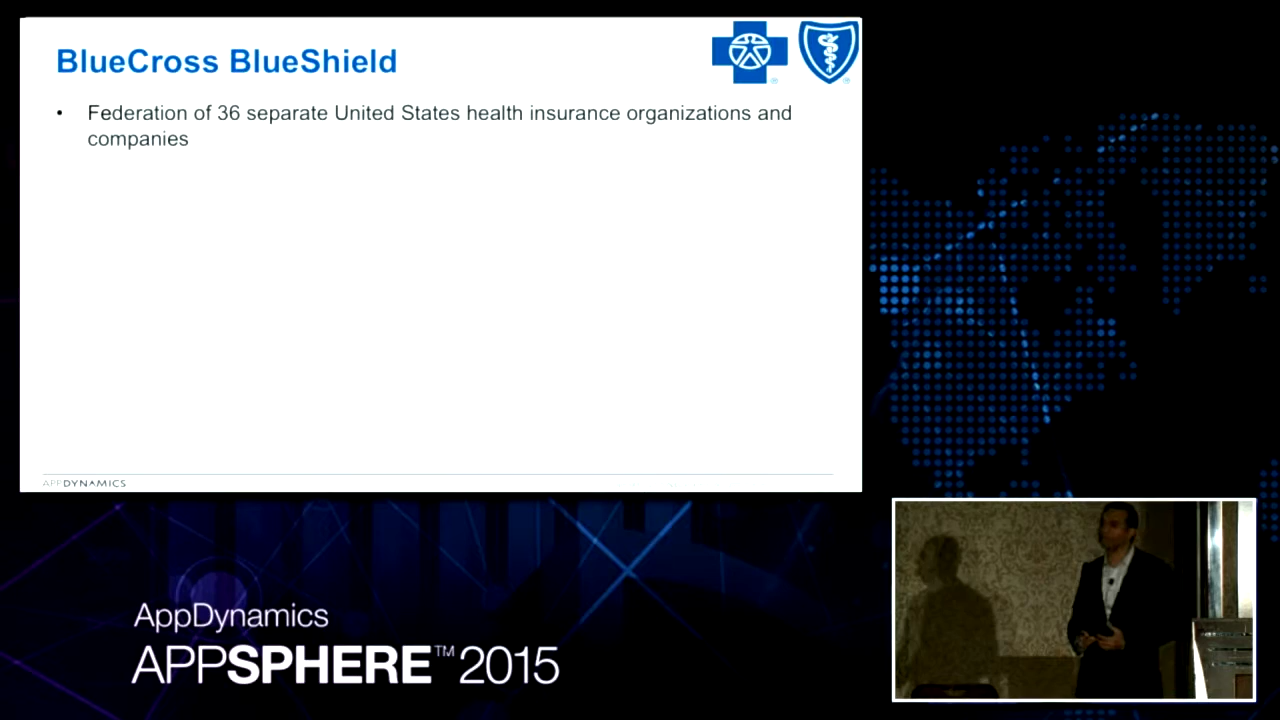 BlueCross BlueShield
• Federation of 36 separate United States health insurance organizations and
companies
APPDYNAMICS
AppDynamics
APPSPHERE™ 2015